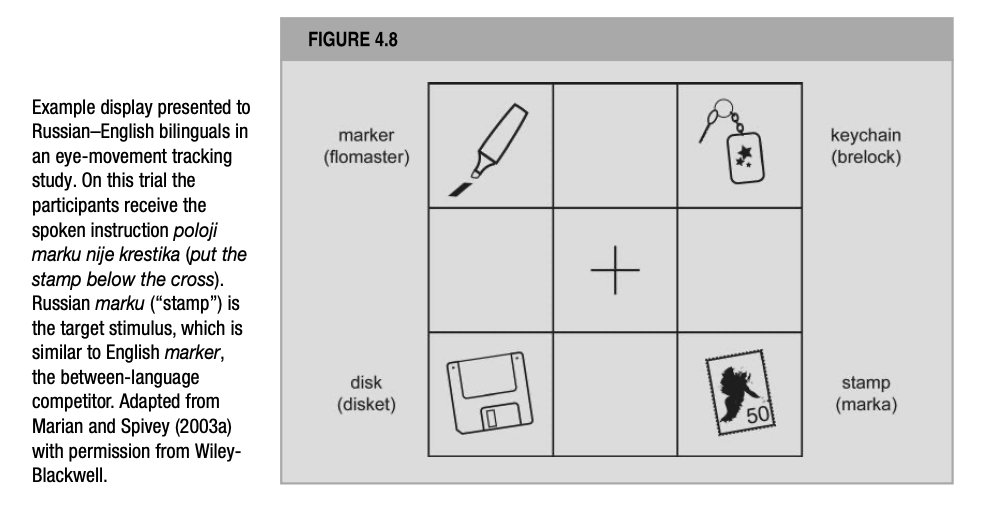 FIGURE 4.8
Example display presented to
Russian–English bilinguals in
an eye-movement tracking
study. On this trial the
participants receive the
spoken instruction poloji
marku nije krestika (put the
stamp below the cross).
Russian marku (“stamp”) is
the target stimulus, which is
similar to English marker,
the between-language
competitor. Adapted from
Marian and Spivey (2003a)
with permission from Wiley-
Blackwell.
marker
(flomaster)
keychain
(brelock)
disk
(disket)
stamp
(marka)
50